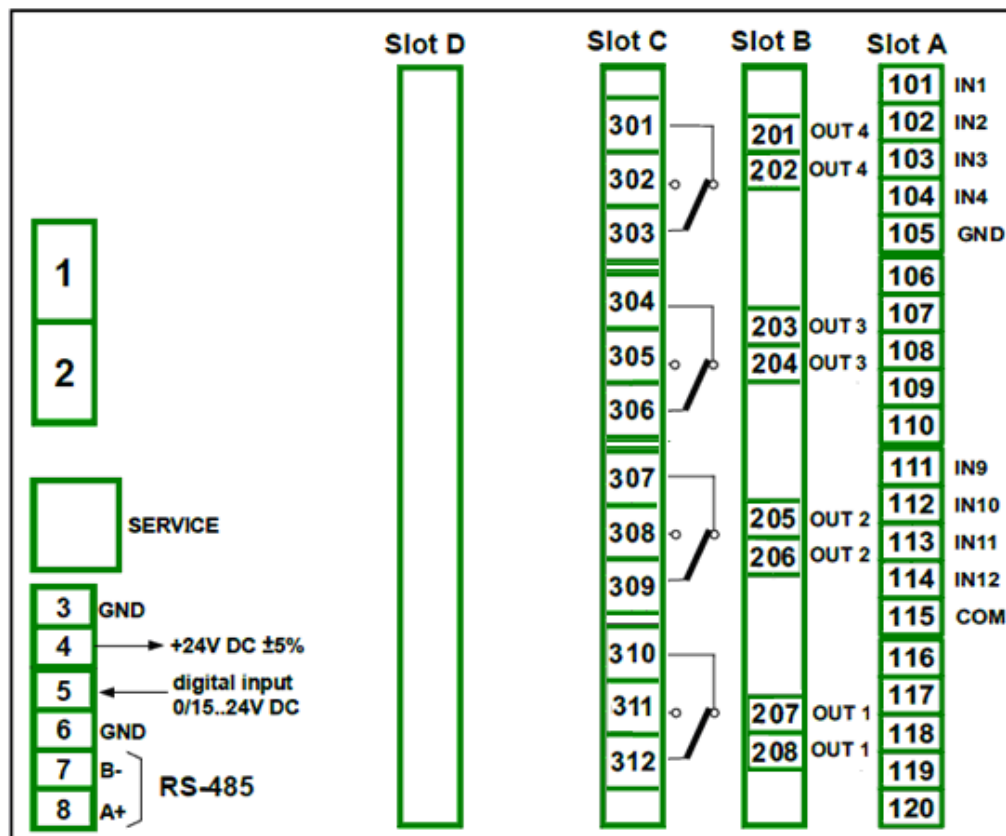 Slot D
Slot C
Slot B
Slot A
1
2
SERVICE
3 GND
4 +24V DC ±5%
5 digital input
0/15..24V DC
6 GND
7 B-
8 A+
RS-485
301
302
303
304
305
306
307
308
309
310
311
312
201 OUT 4
202 OUT 4
203 OUT 3
204 OUT 3
205 OUT 2
206 OUT 2
207 OUT 1
208 OUT 1
101 IN1
102 IN2
103 IN3
104 IN4
105 GND
106
107
108
109
110
111 IN9
112 IN10
113 IN11
114 IN12
115 COM
116
117
118
119
120